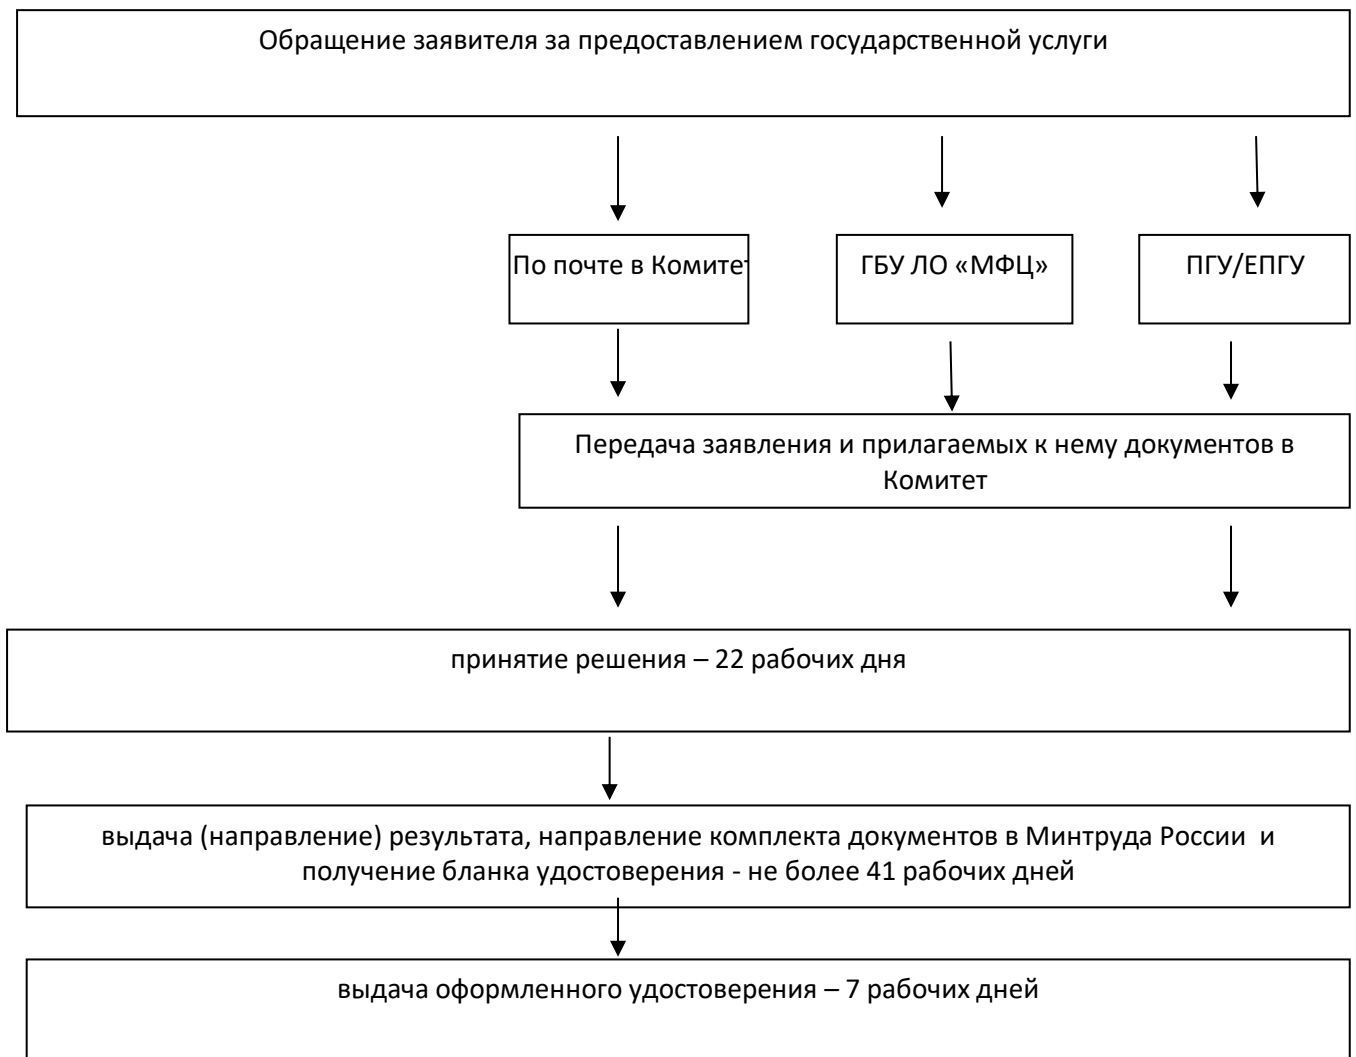 Обращение заявителя за предоставлением государственной услуги
По почте в Комитет
ГБУ ЛО «МФЦ»
ПГУ/ЕПГУ
Передача заявления и прилагаемых к нему документов в
Комитет
принятие решения – 22 рабочих дня
выдача (направление) результата, направление комплекта документов в Минтруда России и
получение бланка удостоверения - не более 41 рабочих дней
выдача оформленного удостоверения – 7 рабочих дней